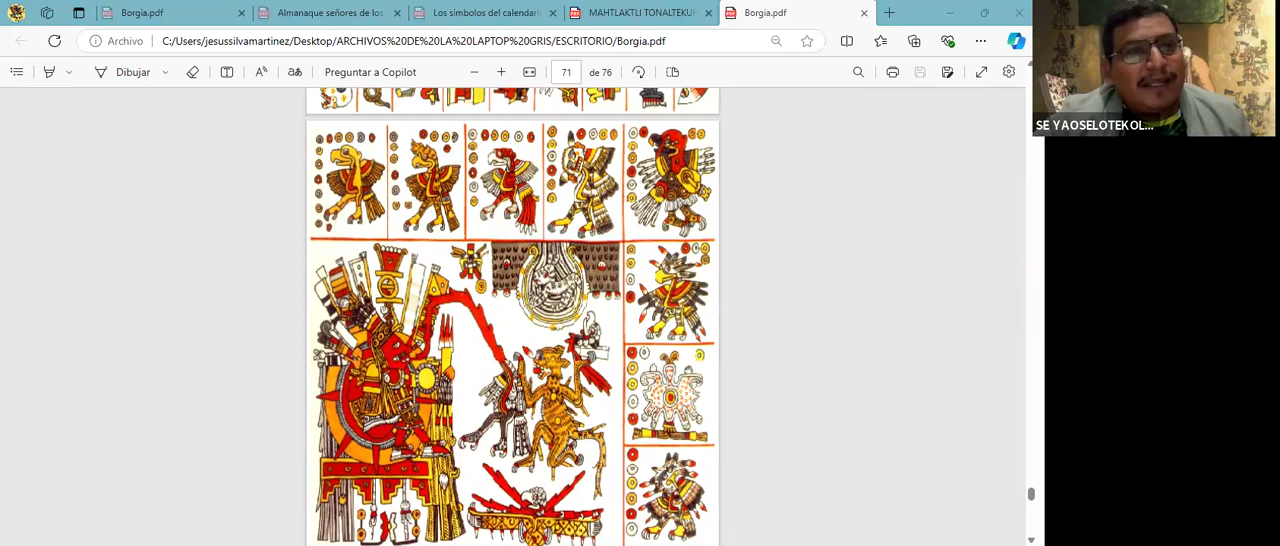 Borgia.pdf
Almanaque señores de los
Los simbolos del calendari
MAHTLAKTLI TONALTEKUH
Borgia.pdf
Archivo
C:/Users/jesussilvamartinez/Desktop/ARCHIVOS%20DE%20LA%20LAPTOP%20GRIS/ESCRITORIO/Borgia.pdf
Dibujar
Preguntar a Copilot
71
de 76
SE YAOSELOTEKOL...